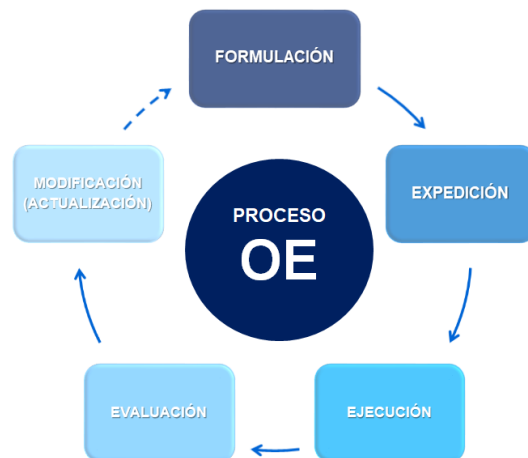 FORMULACIÓN
EXPEDICIÓN
EJECUCIÓN
EVALUACIÓN
MODIFICACIÓN
(ACTUALIZACIÓN)
PROCESO
OE